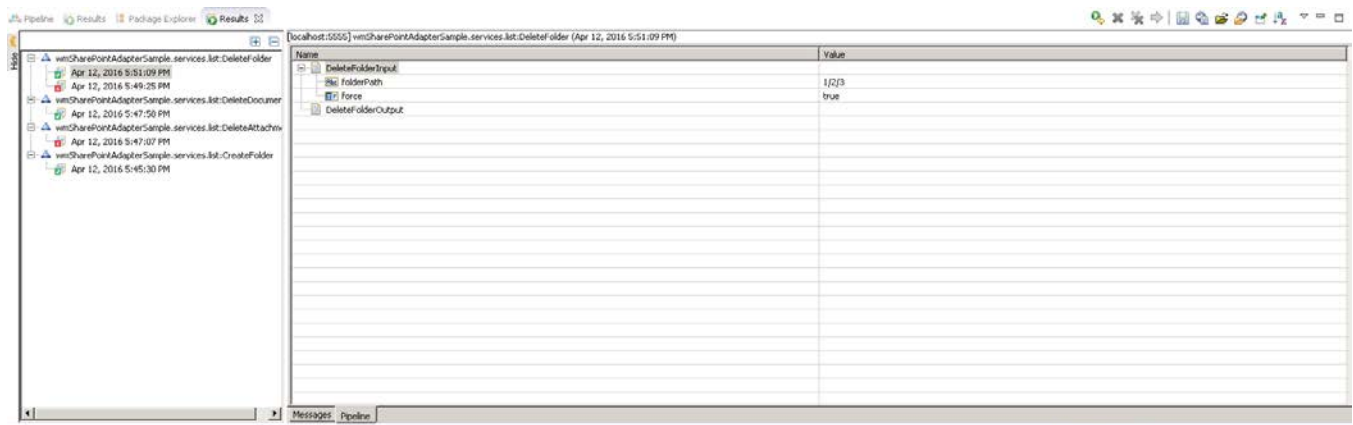 Pipeline Results Package Explorer Results
Hide
[localhost:5555] wmSharePointAdapterSample.services.list:DeleteFolder (Apr 12, 2016 5:51:09 PM)
wmSharePointAdapterSample.services.list:DeleteFolder
Apr 12, 2016 5:51:09 PM
Apr 12, 2016 5:49:25 PM
wmSharePointAdapterSample.services.list:DeleteDocumer
Apr 12, 2016 5:47:50 PM
wmSharePointAdapterSample.services.list:DeleteAttachm
Apr 12, 2016 5:47:07 PM
wmSharePointAdapterSample.services.list:CreateFolder
Apr 12, 2016 5:45:30 PM
Name Value
DeleteFolderInput
folderPath 1/2/3
force true
DeleteFolderOutput
Messages Pipeline